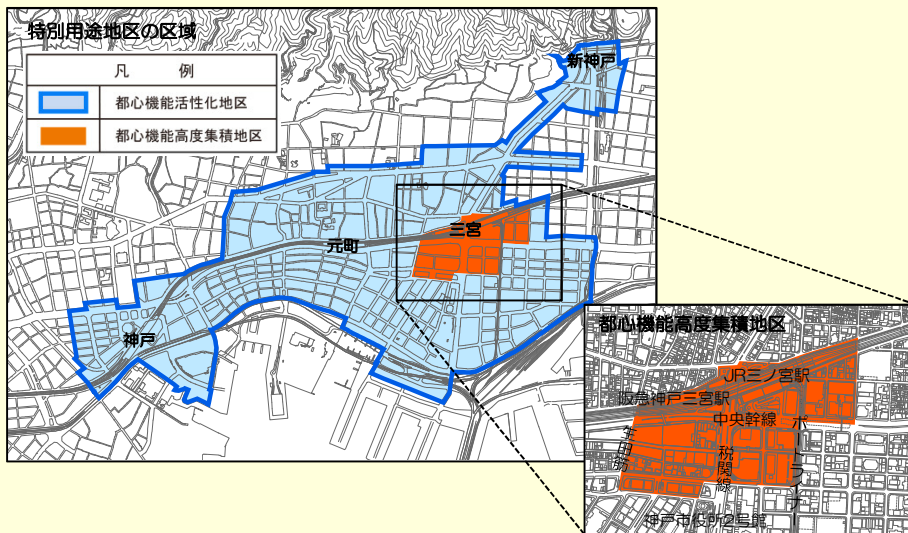 特別用途地区の区域
凡　例
都心機能活性化地区
都心機能高度集積地区
新神戸
三宮
元町
神戸
都心機能高度集積地区
JR三ノ宮駅
阪急神戸三宮駅
中央幹線
ポートライナー
生田筋
税関線
神戸市役所2号館